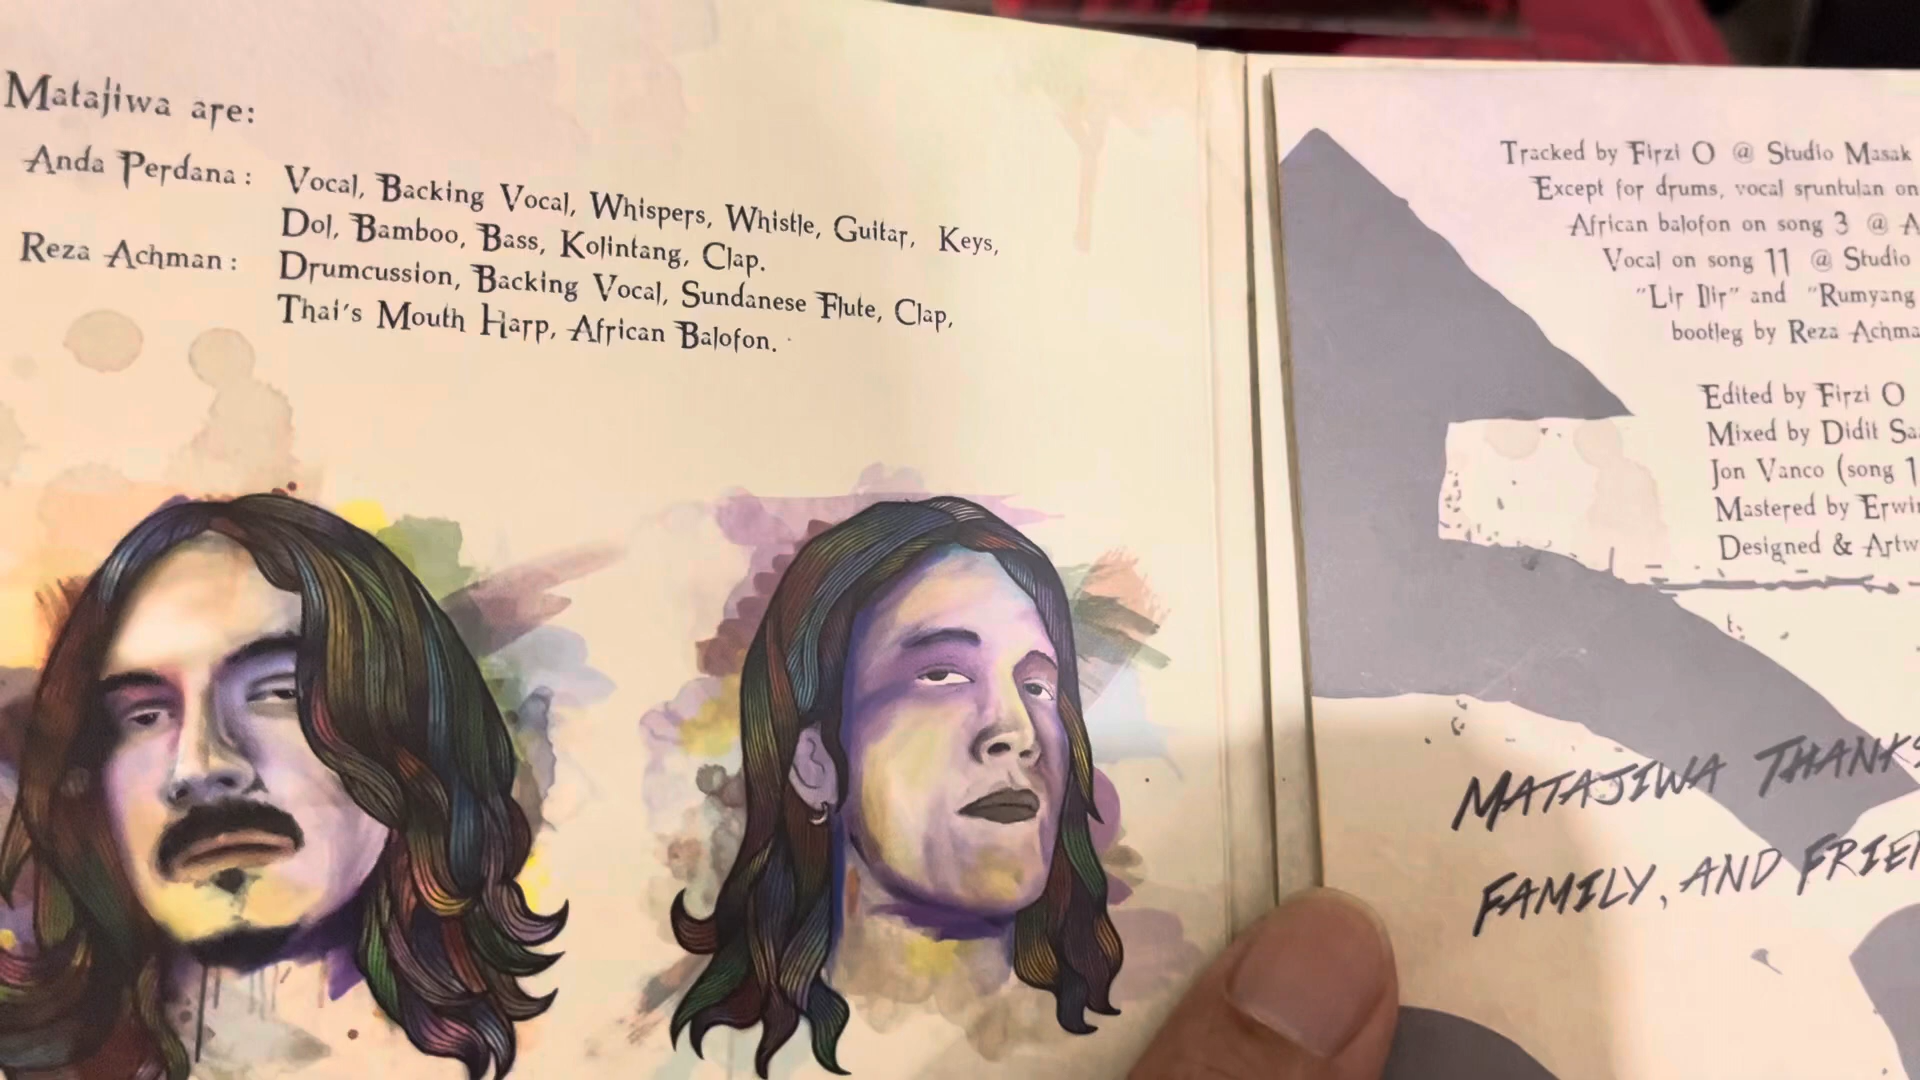 Matajiwa are:
Anda Perdana: Vocal, Backing Vocal, Whispers, Whistle, Guitar, Keys,
Dol, Bamboo, Bass, Kolintang, Clap.
Reza Achman: Drumcussion, Backing Vocal, Sundanese Flute, Clap,
Thai's Mouth Harp, African Balofon.
Tracked by Firzi O @ Studio Masak
Except for drums, vocal spuntulan on
African balofon on song 3 @
Vocal on song 11 @ Studio
"Lir Ilir" and "Rumyang
bootleg by Reza
Edited by Firzi O
Mixed by Didit
Jon Vanco (song
Mastered by
Designed &
MATAJIWA THANKS
FAMILY, AND